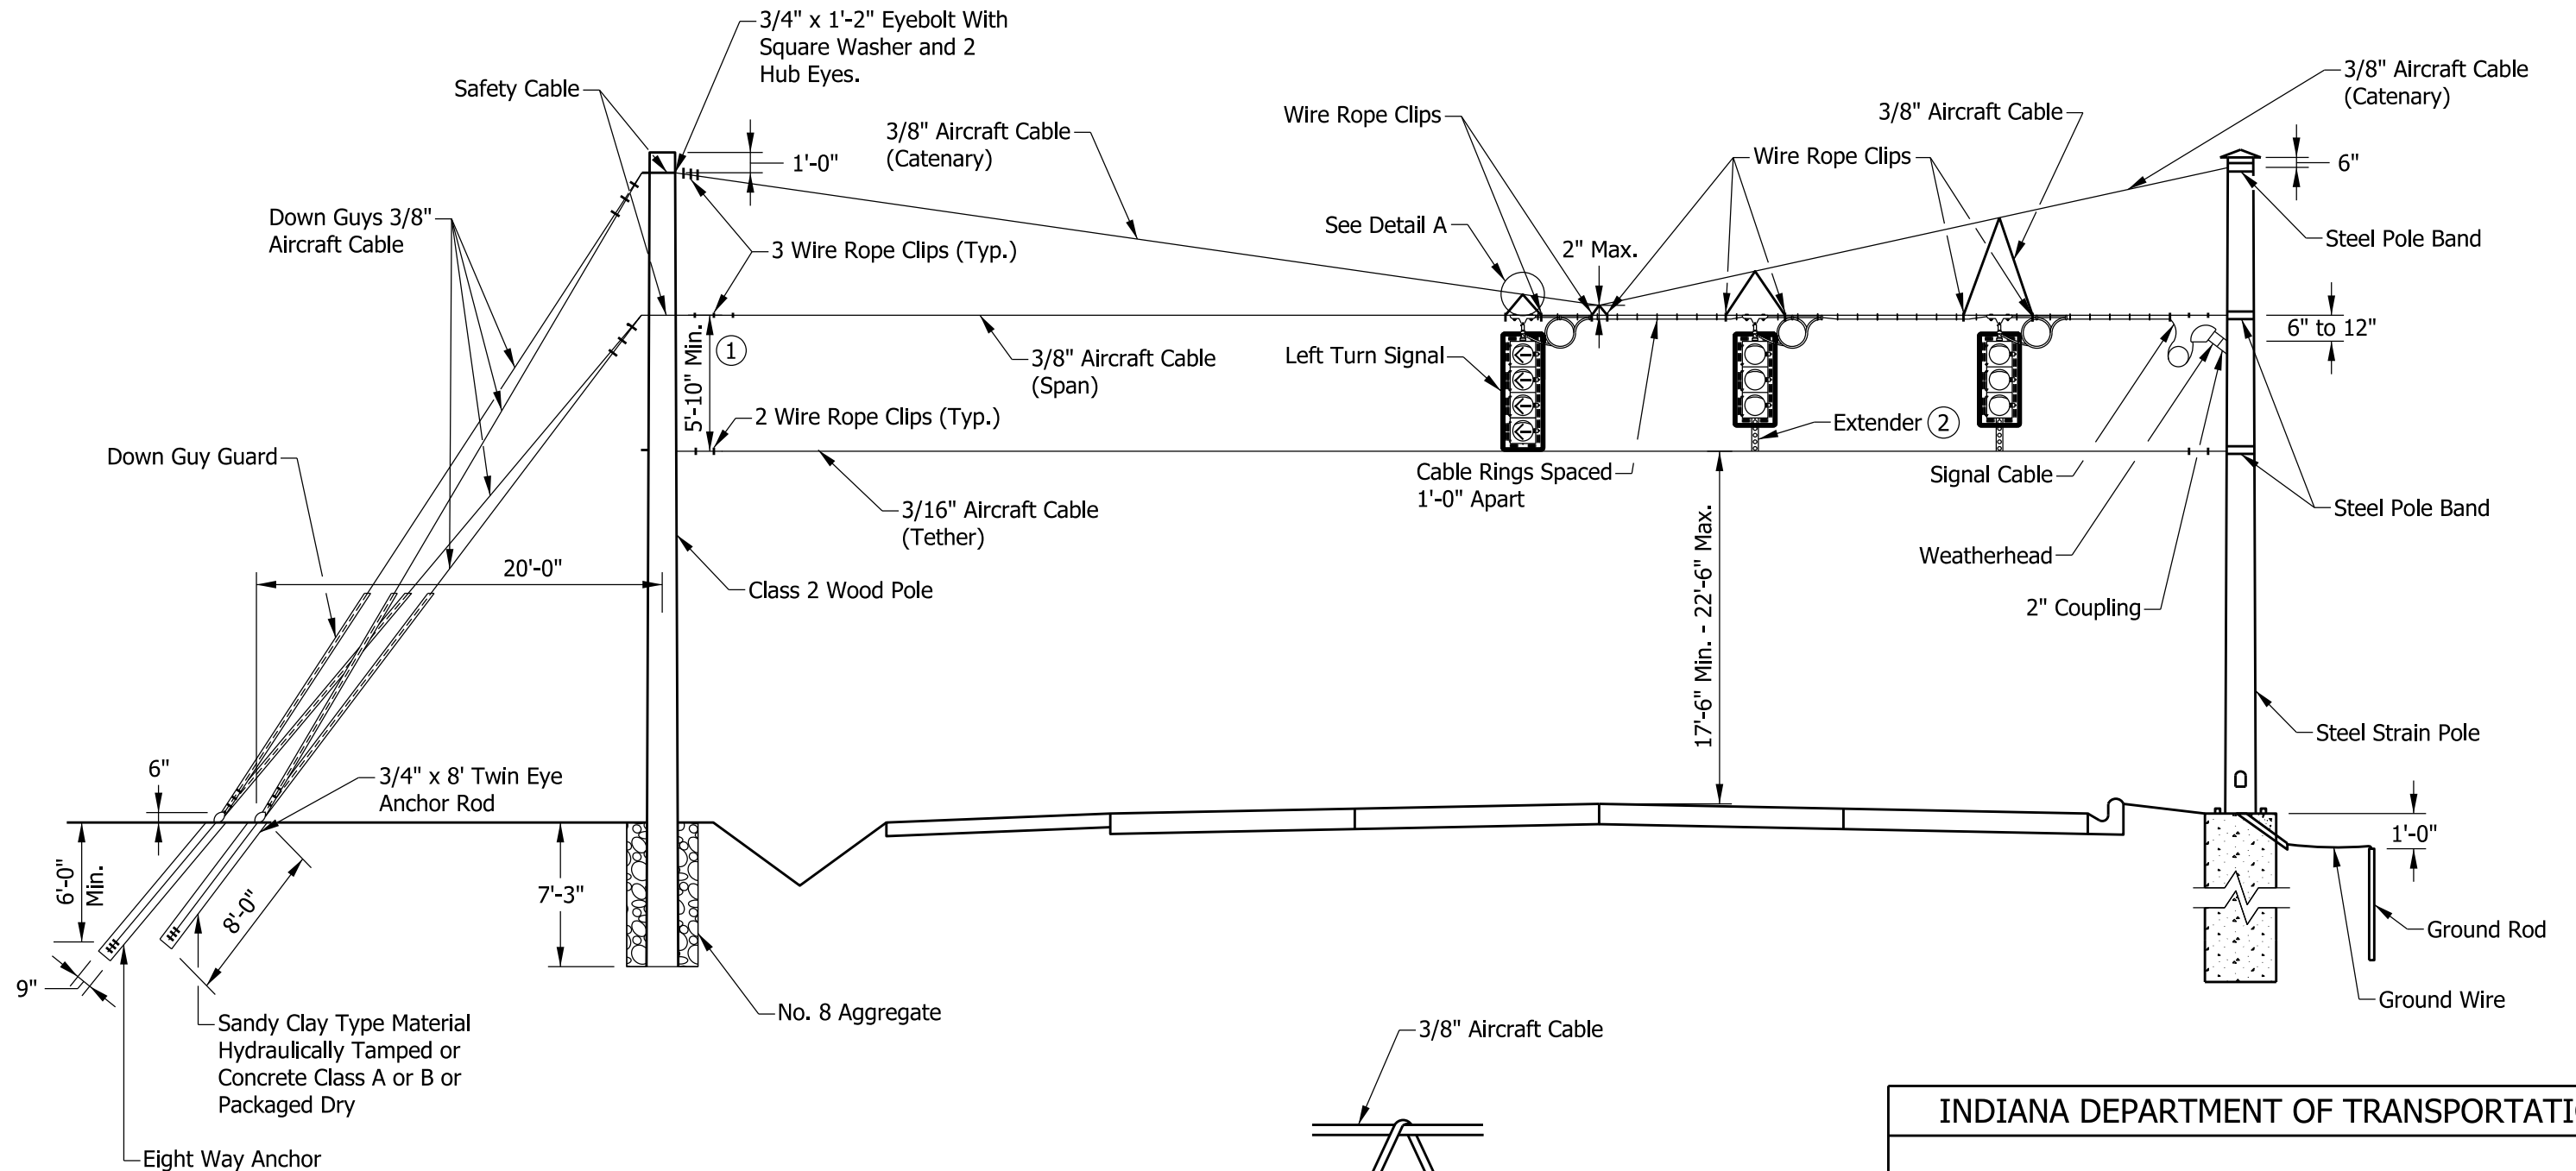 3/4" x 1'-2" Eyebolt With
Square Washer and 2
Hub Eyes.
Safety Cable
3/8" Aircraft Cable
(Catenary)
1'-0"
Wire Rope Clips
3/8" Aircraft Cable
Wire Rope Clips
3/8" Aircraft Cable
(Catenary)
6"
Down Guys 3/8"
Aircraft Cable
3 Wire Rope Clips (Typ.)
See Detail A
2" Max.
Steel Pole Band
5'-10" Min.
1
3/8" Aircraft Cable
(Span)
Left Turn Signal
6" to 12"
2 Wire Rope Clips (Typ.)
Extender 2
Down Guy Guard
Cable Rings Spaced
1'-0" Apart
Signal Cable
3/16" Aircraft Cable
(Tether)
Steel Pole Band
Weatherhead
20'-0"
Class 2 Wood Pole
17'-6" Min. - 22'-6" Max.
2" Coupling
Steel Strain Pole
6"
3/4" x 8' Twin Eye
Anchor Rod
6'-0"
Min.
8'-0"
7'-3"
1'-0"
Ground Rod
9"
Sandy Clay Type Material
Hydraulically Tamped or
Concrete Class A or B or
Packaged Dry
No. 8 Aggregate
Ground Wire
3/8" Aircraft Cable
Eight Way Anchor
INDIANA DEPARTMENT OF TRANSPORTATI